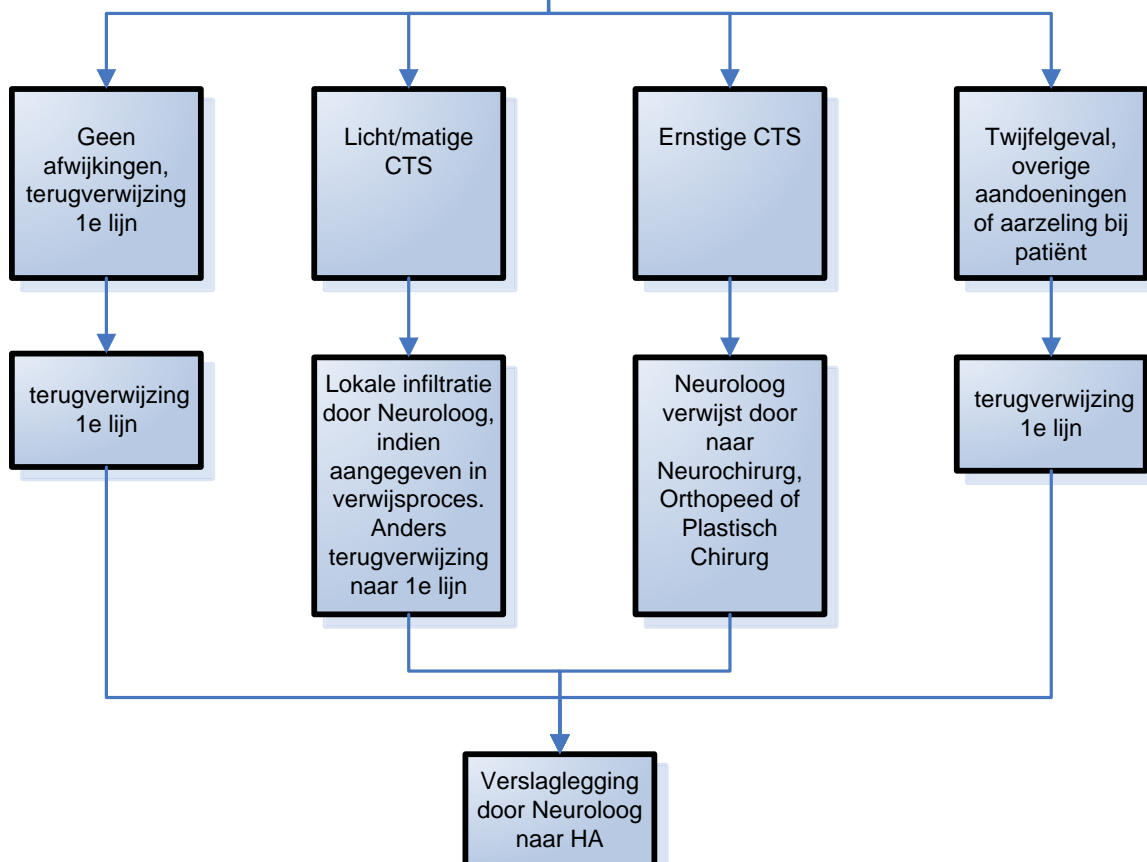 Geen
afwijkingen,
terugverwijzing
1e lijn
Licht/matige
CTS
Ernstige CTS
Twijfelgeval,
overige
aandoeningen
of aarzeling bij
patiënt
terugverwijzing
1e lijn
Lokale infiltratie
door Neuroloog,
indien
aangegeven in
verwijsproces.
Anders
terugverwijzing
naar 1e lijn
Neuroloog
verwijst door
naar
Neurochirurg,
Orthopeed of
Plastisch
Chirurg
terugverwijzing
1e lijn
Verslaglegging
door Neuroloog
naar HA